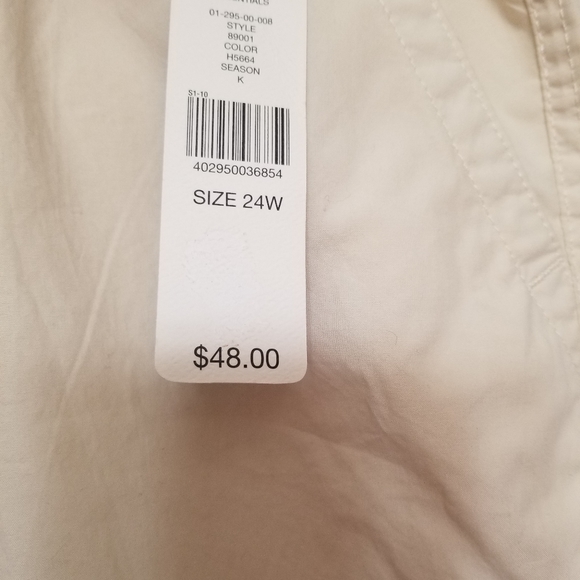 01-295-00-008
STYLE
89001
COLOR
H5664
SEASON
K
S1-10
402950036854
SIZE 24W
$48.00